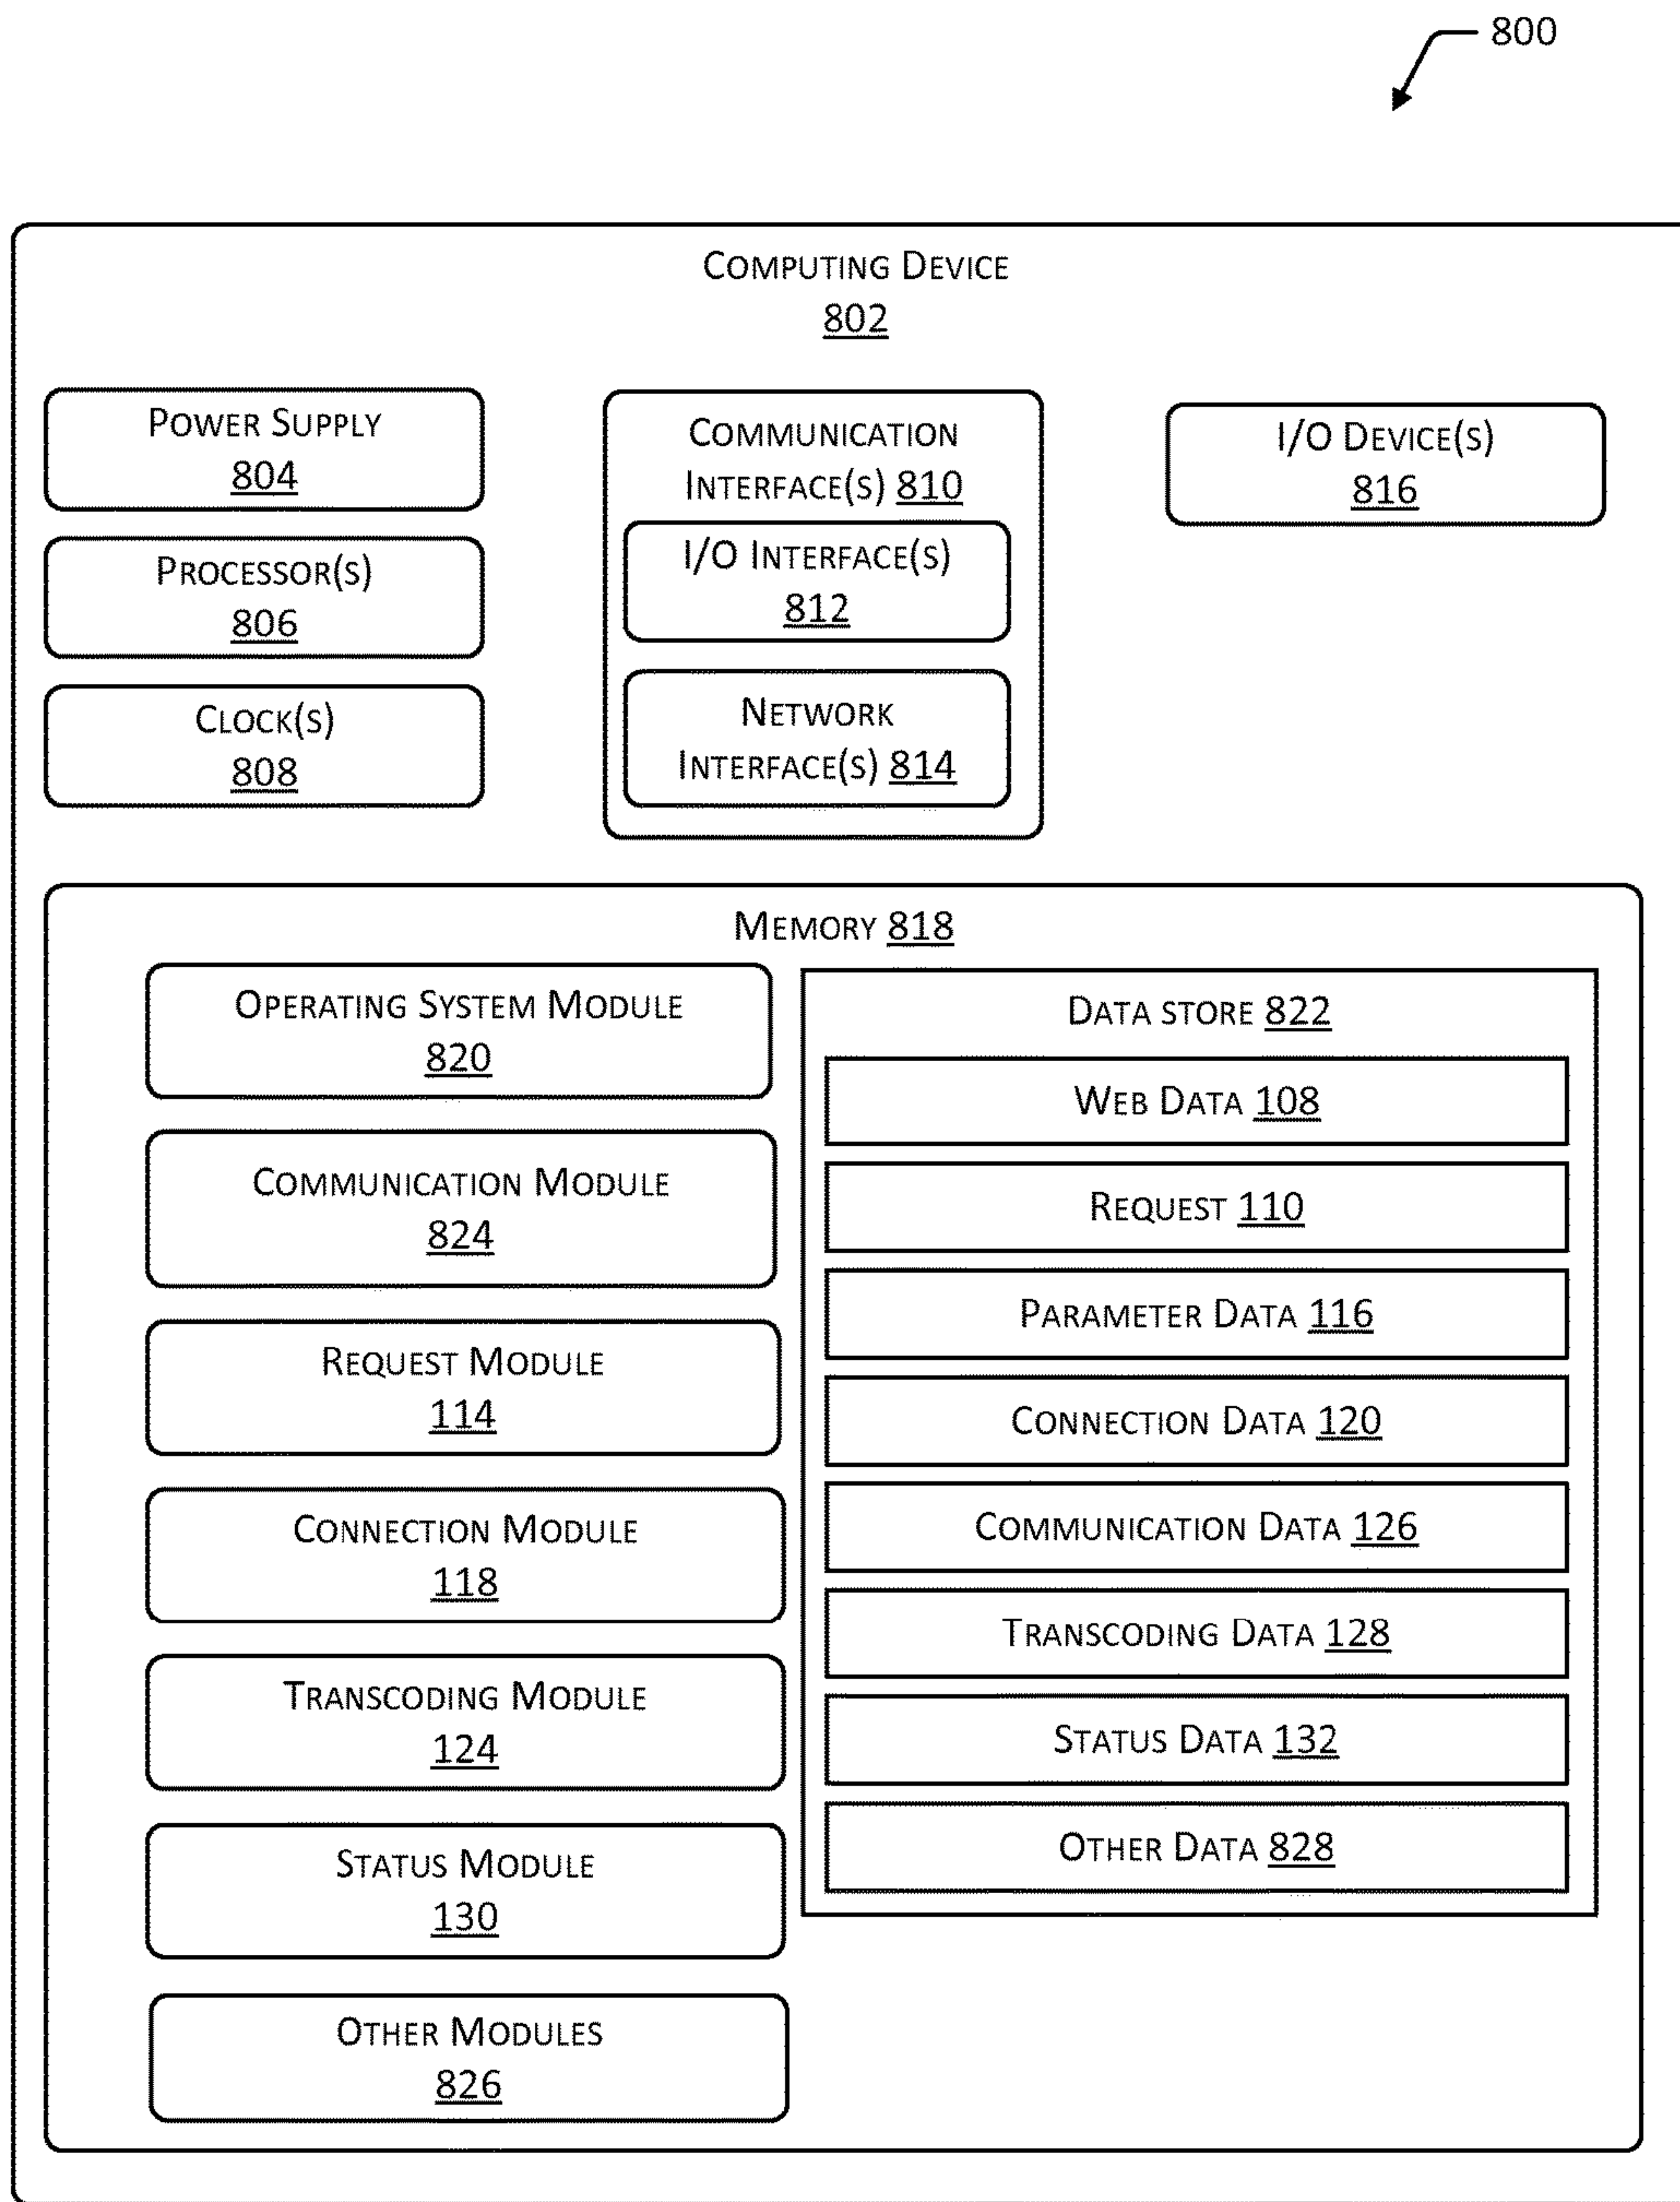 800
COMPUTING DEVICE
802
POWER SUPPLY
804
PROCESSOR(S)
806
CLOCK(S)
808
COMMUNICATION
INTERFACE(S) 810
I/O INTERFACE(S)
812
NETWORK
INTERFACE(S) 814
I/O DEVICE(S)
816
MEMORY 818
OPERATING SYSTEM MODULE
820
COMMUNICATION MODULE
824
REQUEST MODULE
114
CONNECTION MODULE
118
TRANSCODING MODULE
124
STATUS MODULE
130
OTHER MODULES
826
DATA STORE 822
WEB DATA 108
REQUEST 110
PARAMETER DATA 116
CONNECTION DATA 120
COMMUNICATION DATA 126
TRANSCODING DATA 128
STATUS DATA 132
OTHER DATA 828